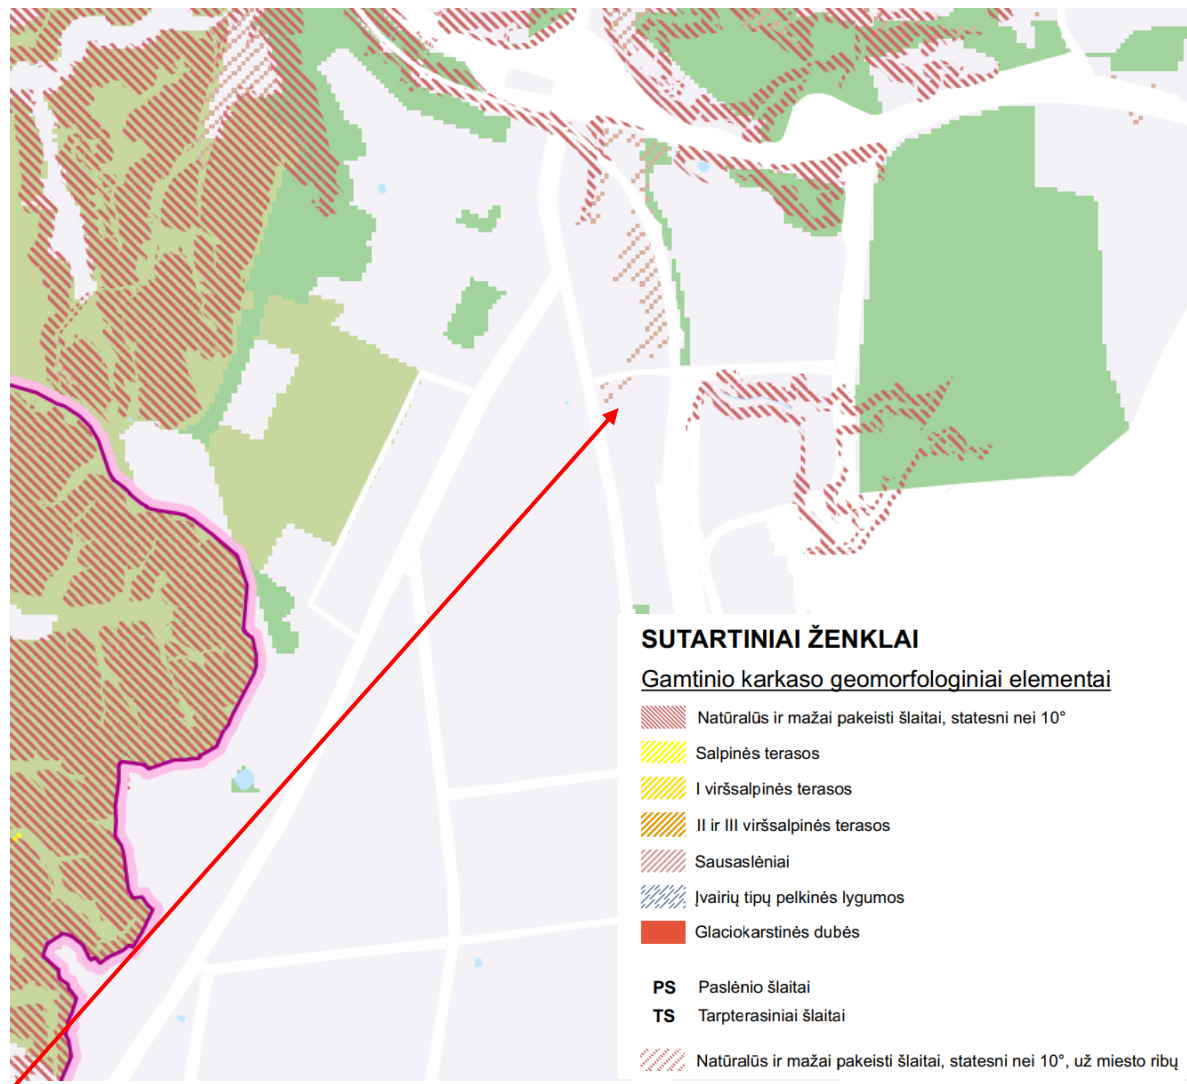 SUTARTINIAI ŽENKLAI
Gamtinio karkaso geomorfologiniai elementai
Natūralūs ir mažai pakeisti šlaitai, statesni nei 10°
Salpinės terasos
I viršsalpinės terasos
II ir III viršsalpinės terasos
Sausaslėniai
Įvairių tipų pelkinės lygumos
Glaciokarstinės dubės
PS Paslėnio šlaitai
TS Tarpterasiniai šlaitai
Natūralūs ir mažai pakeisti šlaitai, statesni nei 10°, už miesto ribų